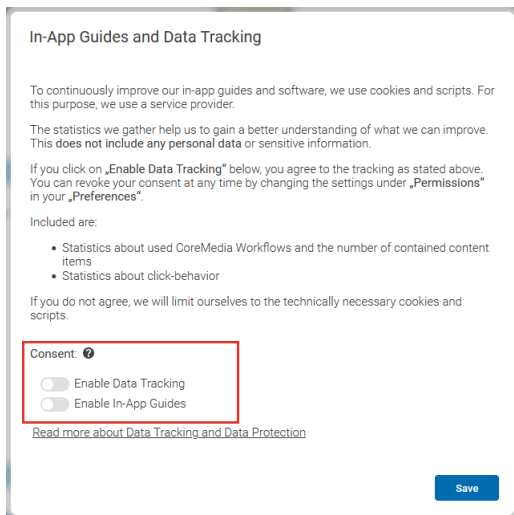 In-App Guides and Data Tracking
To continuously improve our in-app guides and software, we use cookies and scripts. For
this purpose, we use a service provider.
The statistics we gather help us to gain a better understanding of what we can improve.
This does not include any personal data or sensitive information.
If you click on „Enable Data Tracking“ below, you agree to the tracking as stated above.
You can revoke your consent at any time by changing the settings under „Permissions“
in your „Preferences“.
Included are:
• Statistics about used CoreMedia Workflows and the number of contained content
items
• Statistics about click-behavior
If you do not agree, we will limit ourselves to the technically necessary cookies and
scripts.
Consent: ?
Enable Data Tracking
Enable In-App Guides
Read more about Data Tracking and Data Protection
Save